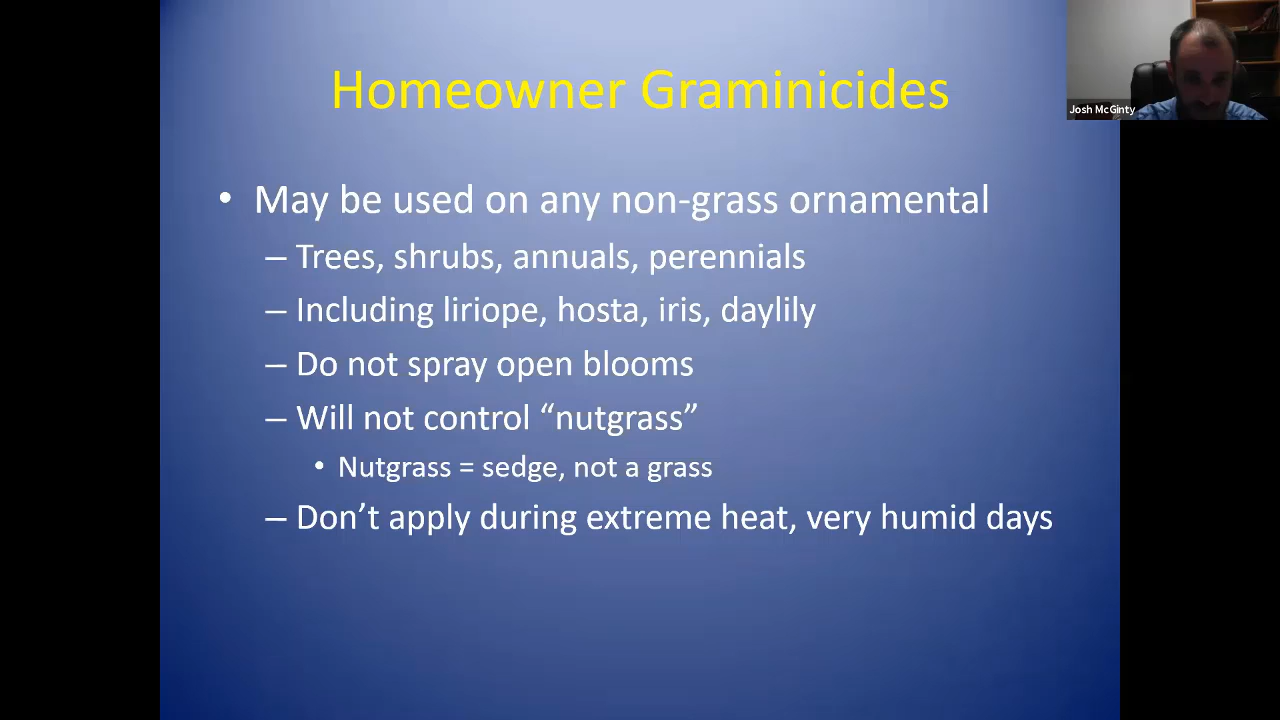 Homeowner Graminicides
Josh McGinty
• May be used on any non-grass ornamental
– Trees, shrubs, annuals, perennials
– Including liriope, hosta, iris, daylily
– Do not spray open blooms
– Will not control “nutgrass”
• Nutgrass = sedge, not a grass
– Don’t apply during extreme heat, very humid days